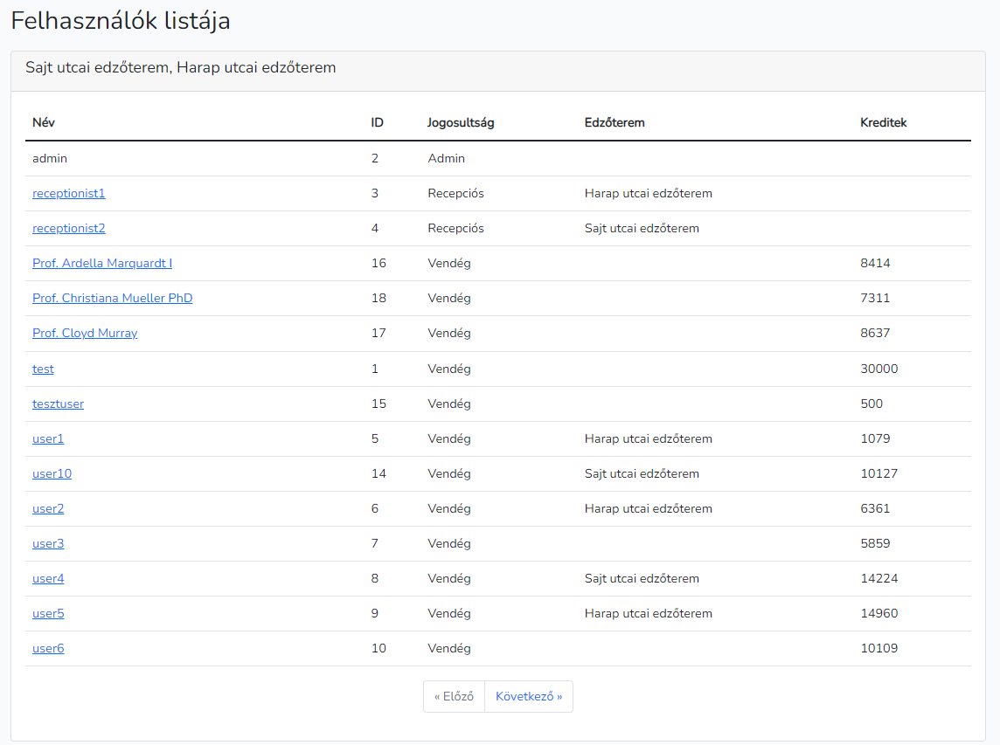 Felhasználók listája
Sajt utcai edzőterem, Harap utcai edzőterem
Név ID Jogosultság Edzőterem Kreditek
admin 2 Admin
receptionist1 3 Recepciós Harap utcai edzőterem
receptionist2 4 Recepciós Sajt utcai edzőterem
Prof. Ardella Marquardt I 16 Vendég 8414
Prof. Christiana Mueller PhD 18 Vendég 7311
Prof. Cloyd Murray 17 Vendég 8637
test 1 Vendég 30000
tesztuser 15 Vendég 500
user1 5 Vendég Harap utcai edzőterem 1079
user10 14 Vendég Sajt utcai edzőterem 10127
user2 6 Vendég Harap utcai edzőterem 6361
user3 7 Vendég 5859
user4 8 Vendég Sajt utcai edzőterem 14224
user5 9 Vendég Harap utcai edzőterem 14960
user6 10 Vendég 10109
« Előző Következő »